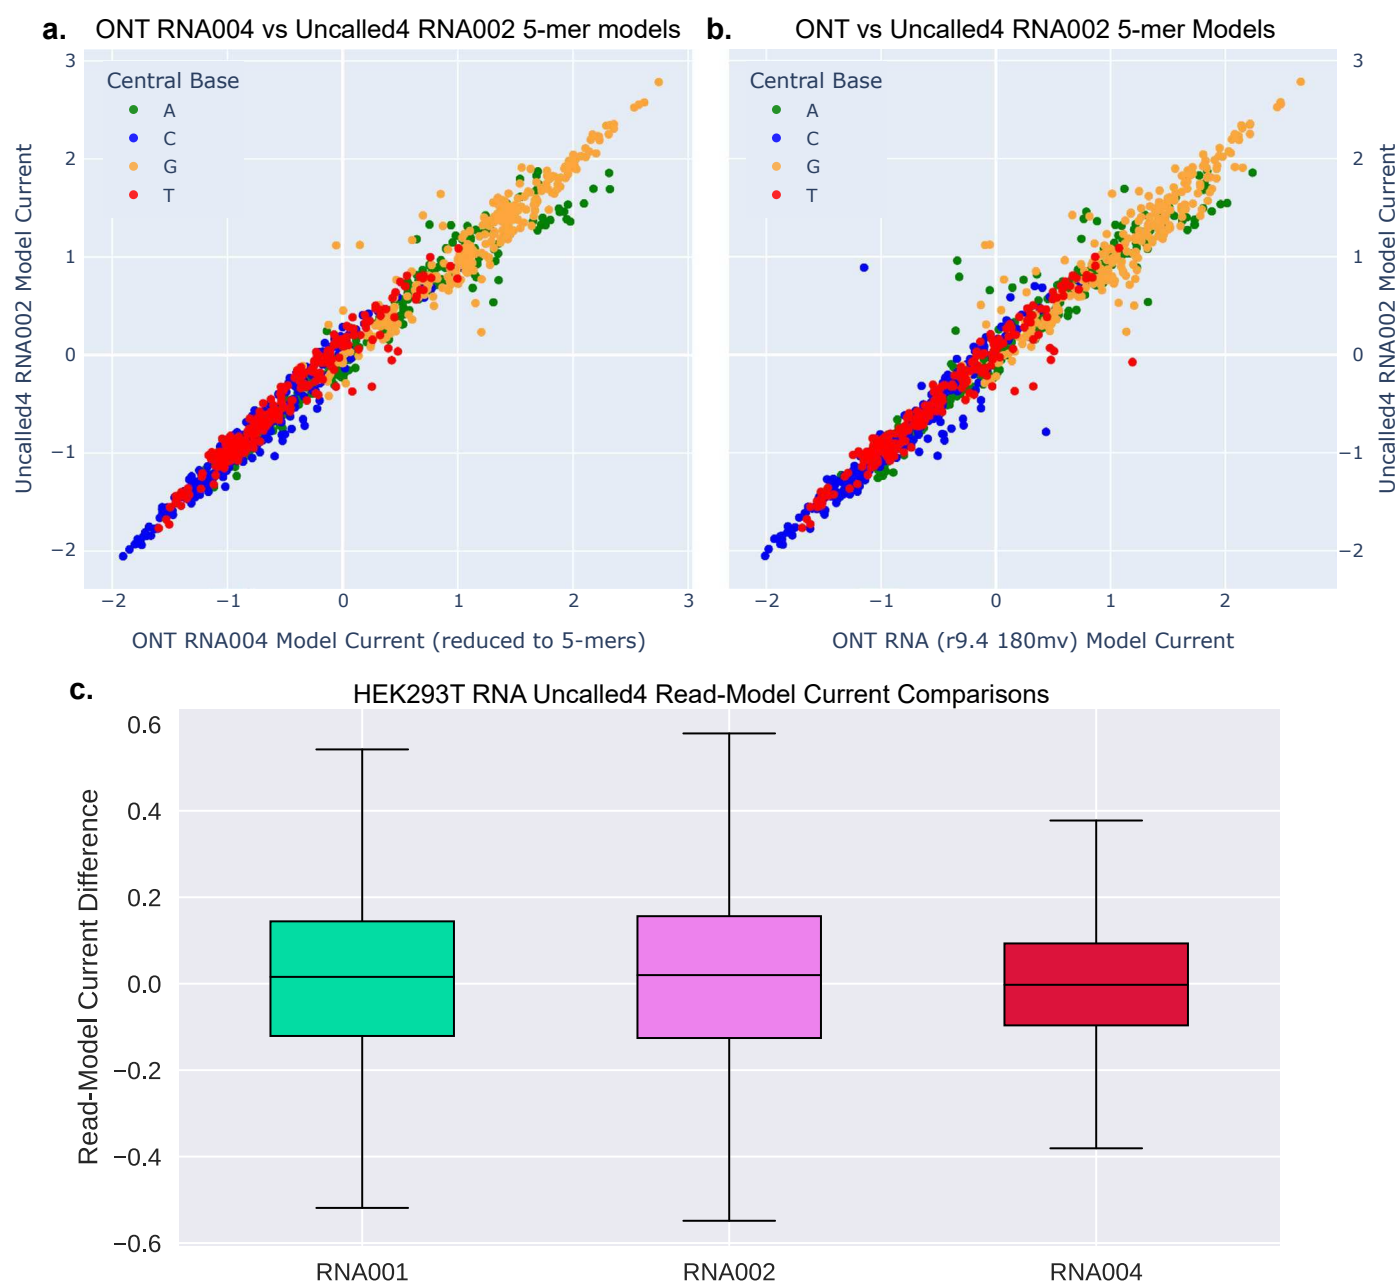 a. ONT RNA004 vs Uncalled4 RNA002 5-mer models
Uncalled4 RNA002 Model Current
3
2
1
0
−1
−2
Central Base
A
C
G
T
−2 −1 0 1 2 3
ONT RNA004 Model Current (reduced to 5-mers)
b. ONT vs Uncalled4 RNA002 5-mer Models
Central Base
A
C
G
T
3
2
1
0
−1
−2
Uncalled4 RNA002 Model Current
−2 −1 0 1 2
ONT RNA (r9.4 180mv) Model Current
c. HEK293T RNA Uncalled4 Read-Model Current Comparisons
Read-Model Current Difference
0.6
0.4
0.2
0.0
−0.2
−0.4
−0.6
RNA001 RNA002 RNA004